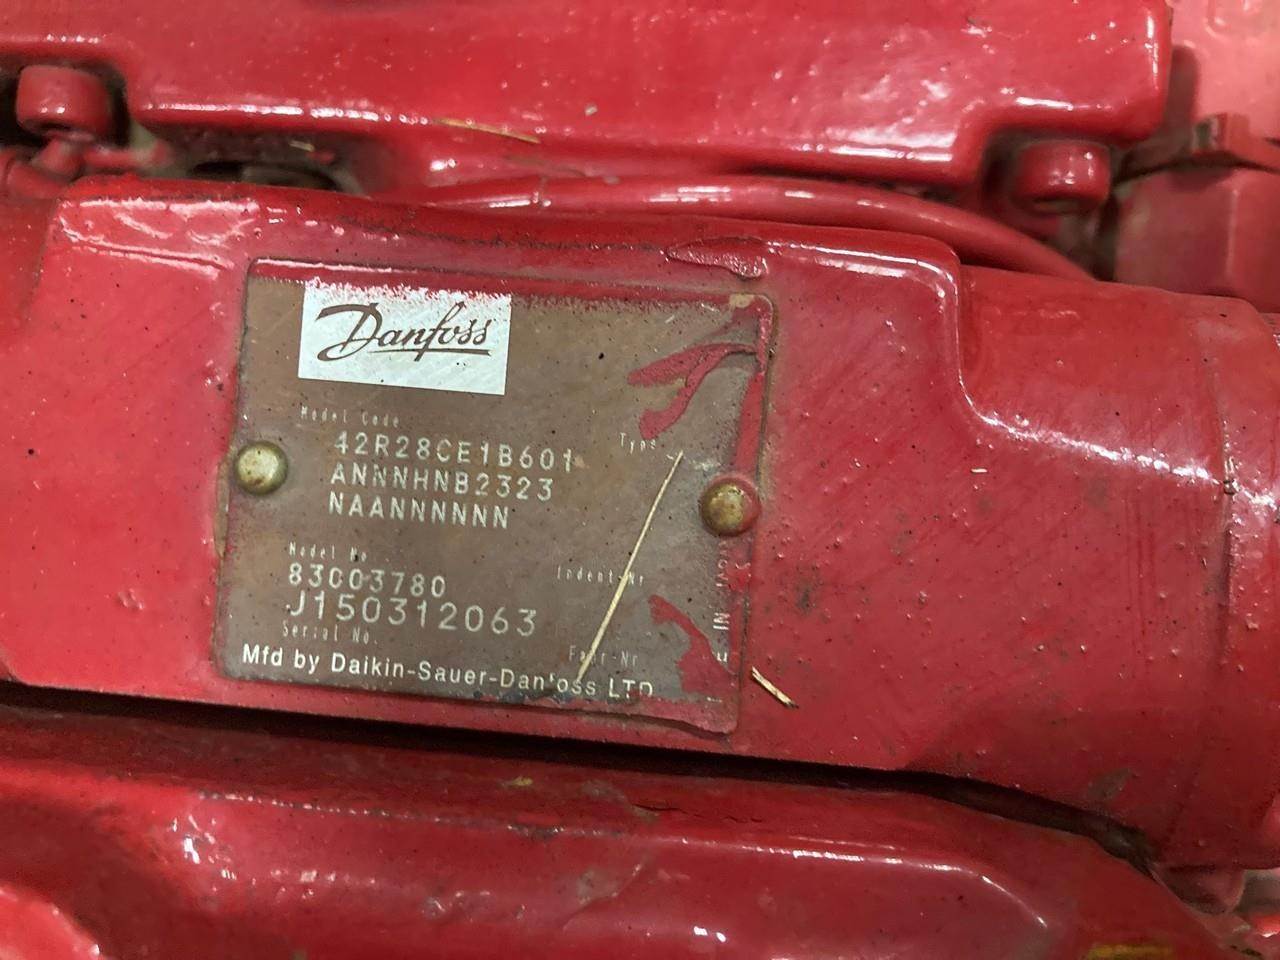 Danfoss
Model Code
Type
42R28CE1B601
ANNNHNB2323
NAANNNNNN
Model No.
Ident-Nr
83003780
J150312063
Serial No.
Fabr-Nr
Mfd by Daikin-Sauer-Danfoss LTD
IN